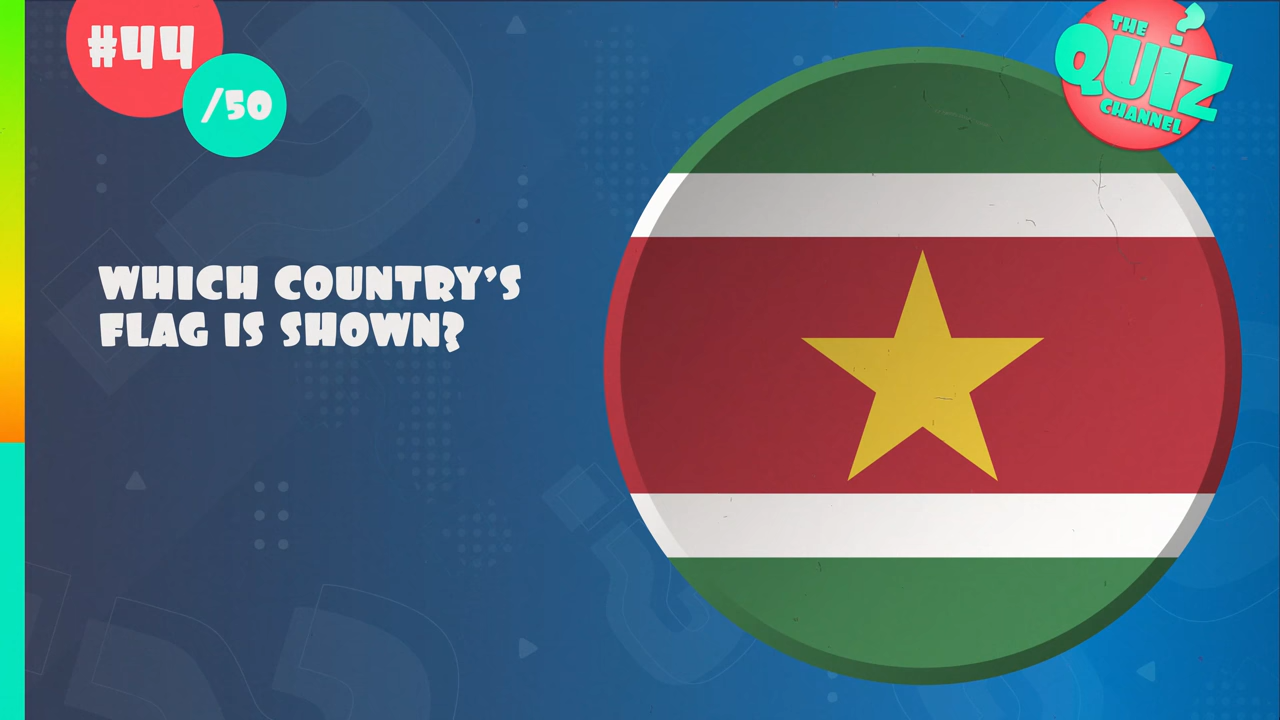 #44
/50
THE
QUIZ
CHANNEL
WHICH COUNTRY'S
FLAG IS SHOWN?